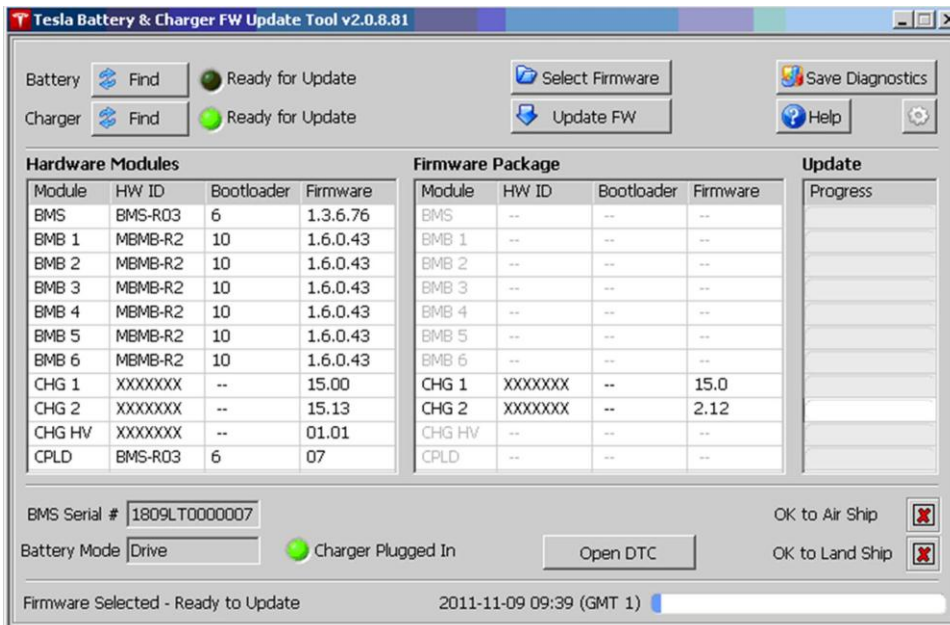 Tesla Battery & Charger FW Update Tool v2.0.8.81
Battery Find Ready for Update Select Firmware Save Diagnostics
Charger Find Ready for Update Update FW Help
Hardware Modules Firmware Package Update
Module HW ID Bootloader Firmware Module HW ID Bootloader Firmware Progress
BMS BMS-R03 6 1.3.6.76 BMS -- -- --
BMB 1 MBMB-R2 10 1.6.0.43 BMB 1 -- -- --
BMB 2 MBMB-R2 10 1.6.0.43 BMB 2 -- -- --
BMB 3 MBMB-R2 10 1.6.0.43 BMB 3 -- -- --
BMB 4 MBMB-R2 10 1.6.0.43 BMB 4 -- -- --
BMB 5 MBMB-R2 10 1.6.0.43 BMB 5 -- -- --
BMB 6 MBMB-R2 10 1.6.0.43 BMB 6 -- -- --
CHG 1 XXXXXXX -- 15.00 CHG 1 XXXXXXX -- 15.0
CHG 2 XXXXXXX -- 15.13 CHG 2 XXXXXXX -- 2.12
CHG HV XXXXXXX -- 01.01 CHG HV -- -- --
CPLD BMS-R03 6 07 CPLD -- -- --
BMS Serial # 1809LT0000007 OK to Air Ship
Battery Mode Drive Charger Plugged In Open DTC OK to Land Ship
Firmware Selected - Ready to Update 2011-11-09 09:39 (GMT 1)